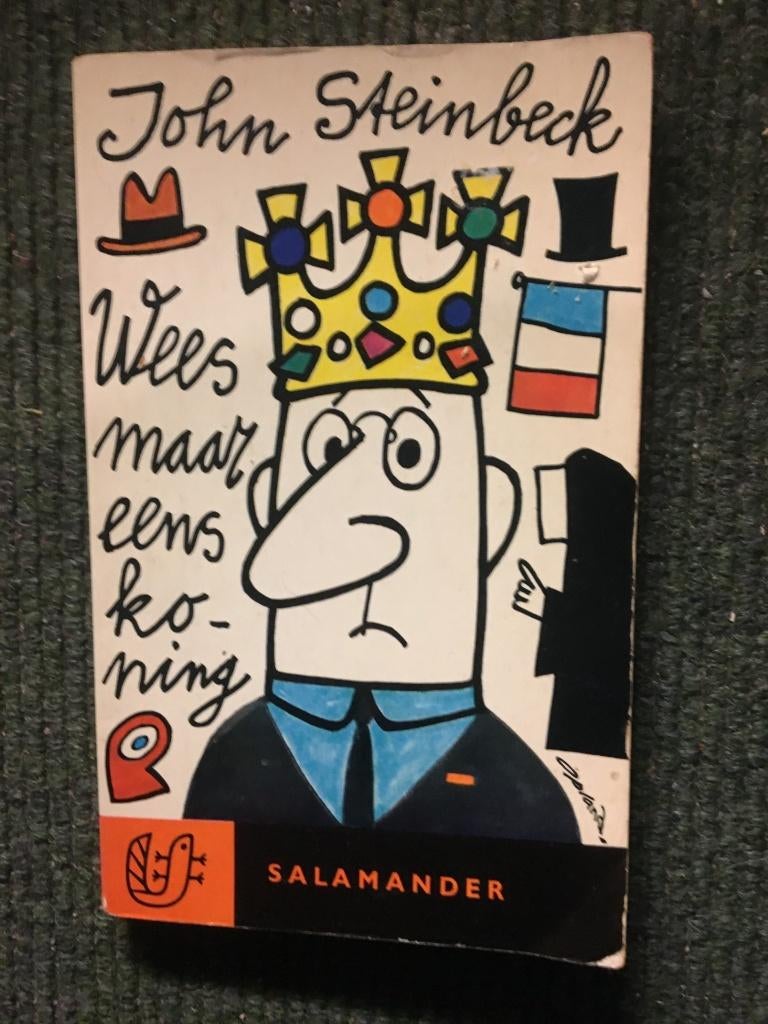 John Steinbeck
Wees
maar
eens
ko-
ning
SALAMANDER